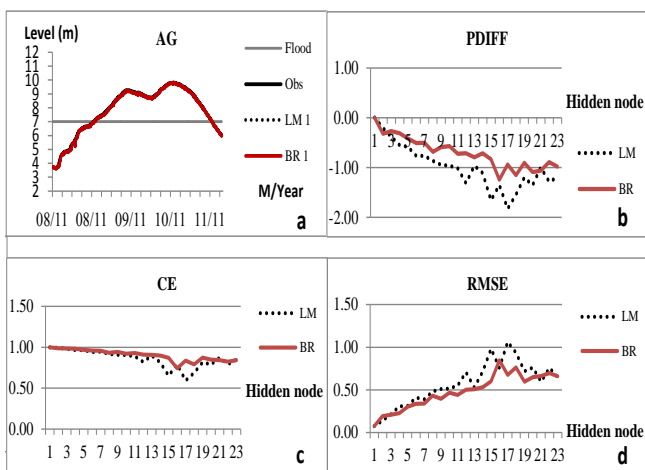 Level (m)
AG
12
11
10
9
8
7
6
5
4
3
2
08/11 08/11 09/11 10/11 11/11
M/Year
Flood
Obs
LM 1
BR 1
a
PDIFF
1.00
0.00
-1.00
-2.00
Hidden node
1 3 5 7 9 11 13 15 17 19 21 23
LM
BR
b
CE
1.50
1.00
0.50
0.00
LM
BR
Hidden node
1 3 5 7 9 11 13 15 17 19 21 23
c
RMSE
1.50
1.00
0.50
0.00
LM
BR
Hidden node
1 3 5 7 9 11 13 15 17 19 21 23
d